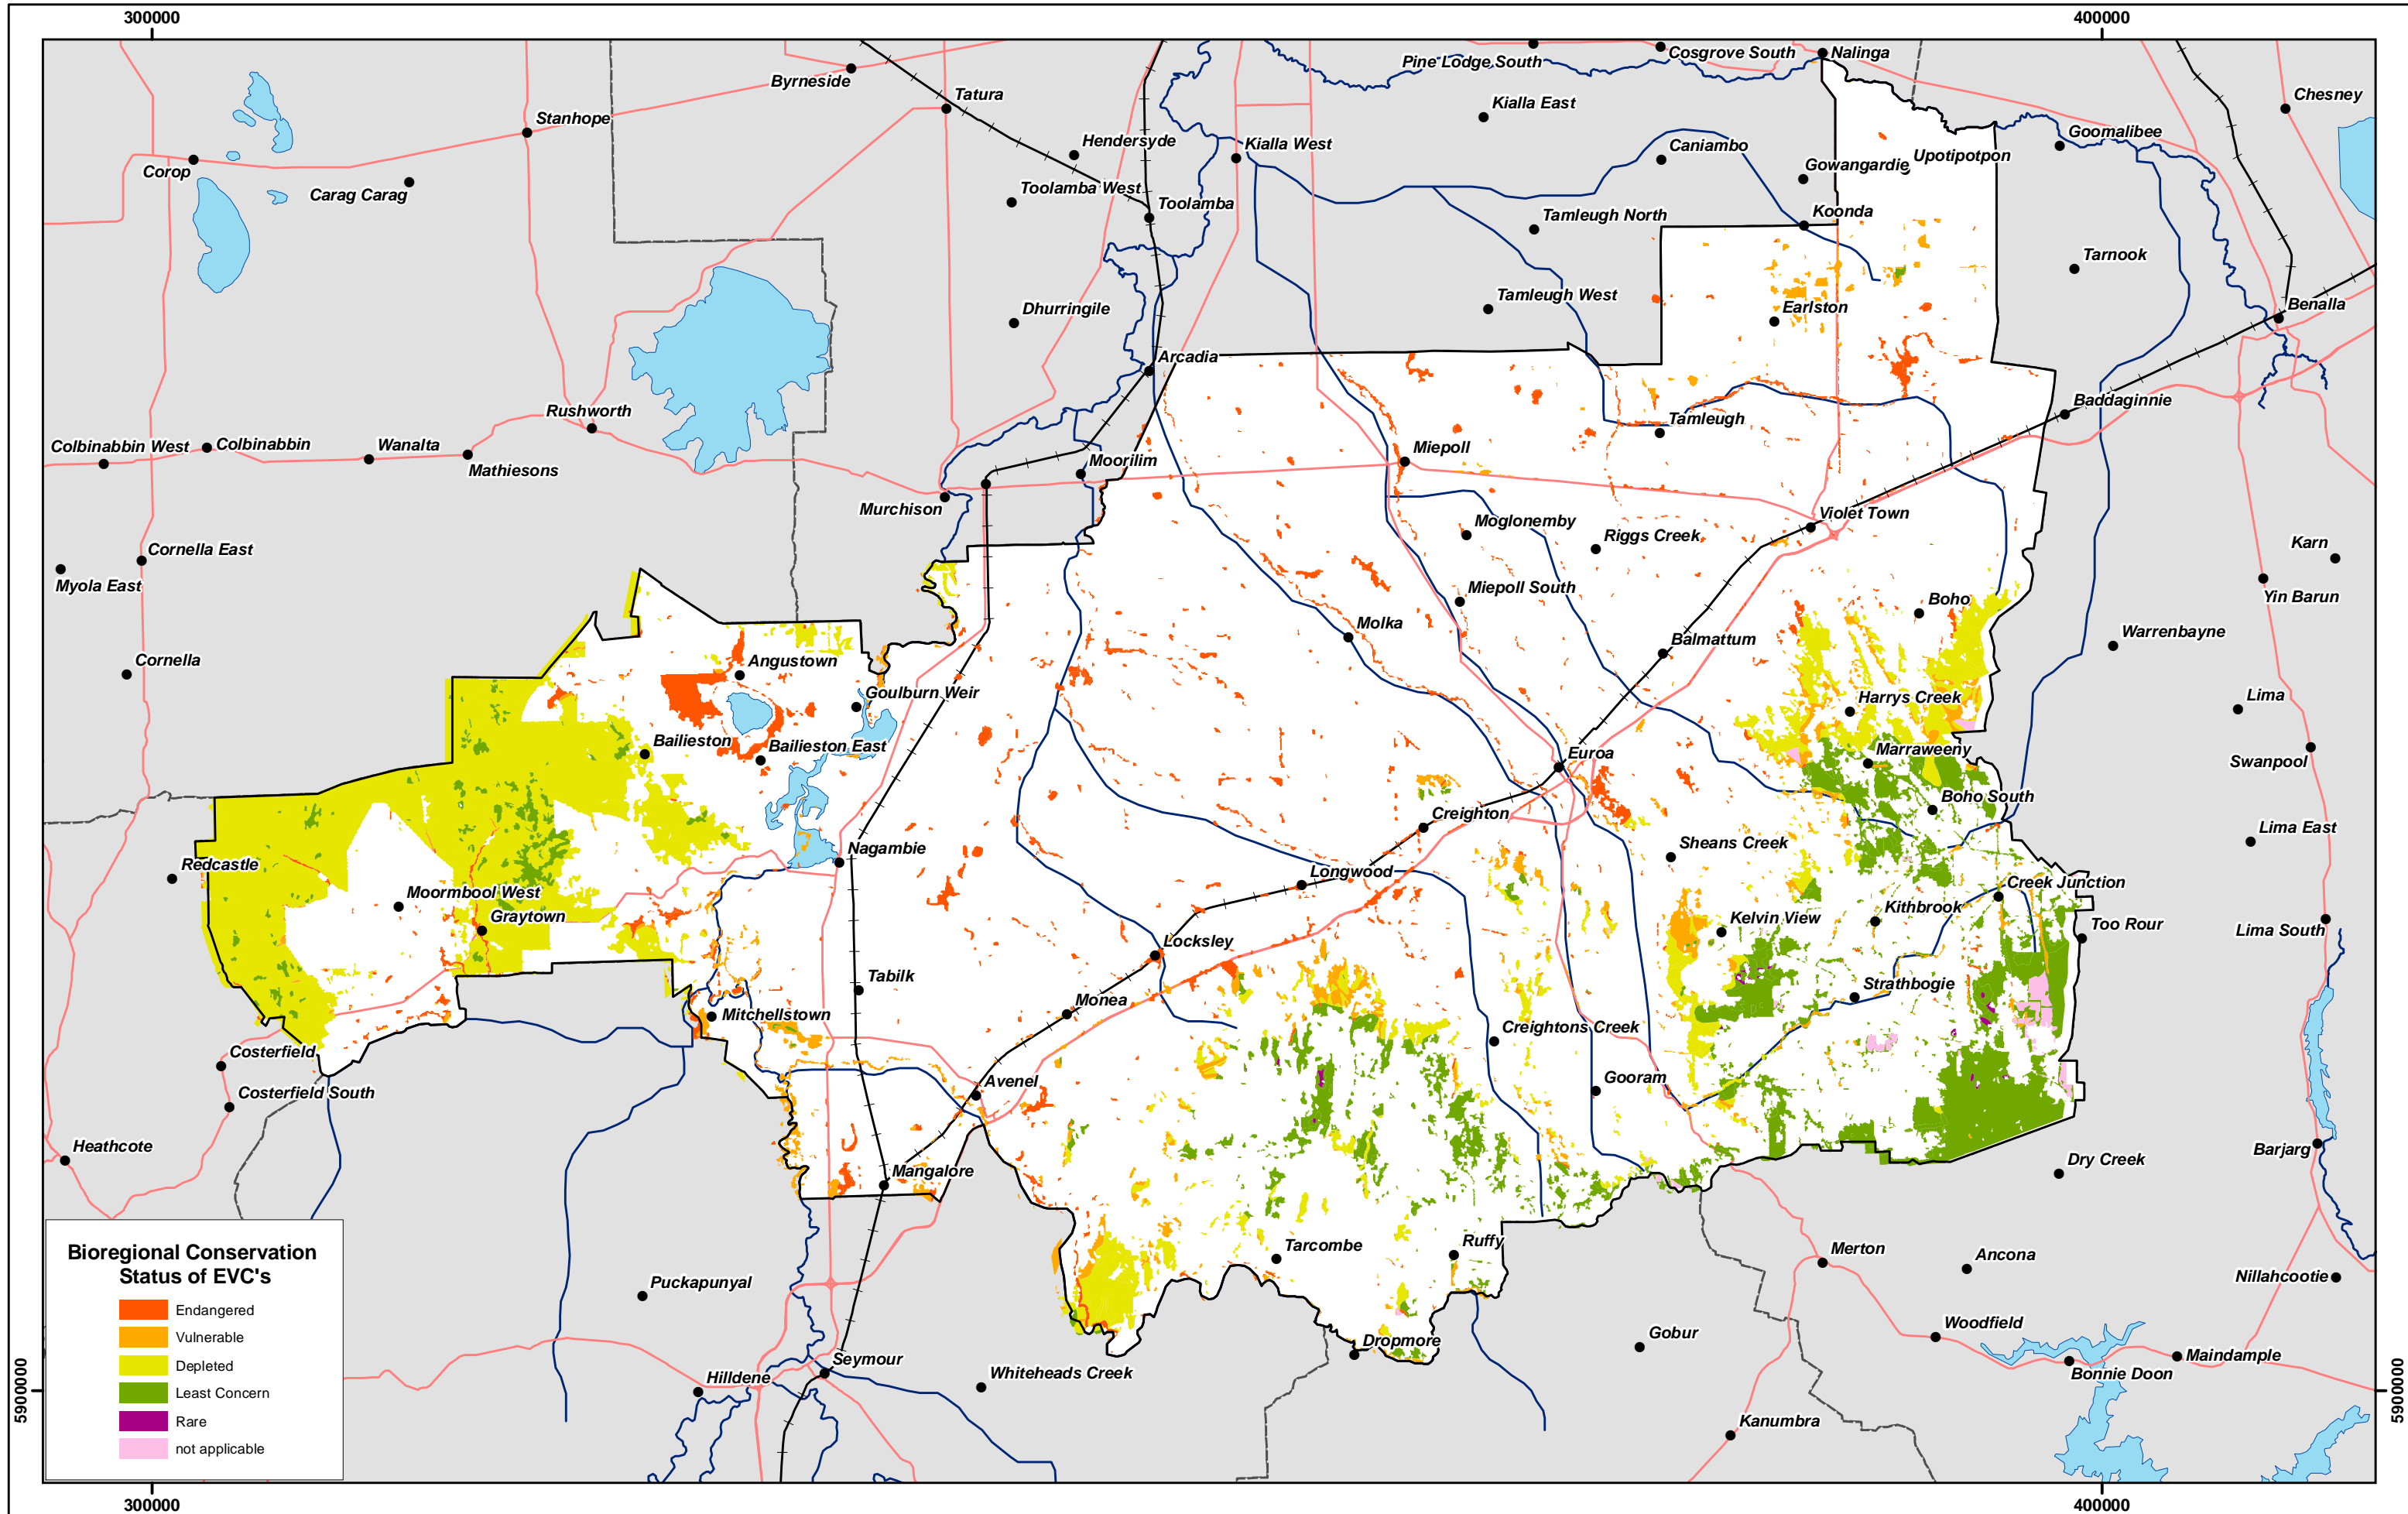 300000
400000
Byrneside
Pine Lodge South
Cosgrove South
Nalinga
Stanhope
Tatura
Kialla East
Chesney
Corop
Hendersyde
Kialla West
Caniambo
Gowangardie
Upotipotpon
Goomalibee
Carag Carag
Toolamba West
Toolamba
Tamleugh North
Koonda
Tarnook
Dhurringile
Tamleugh West
Earlston
Benalla
Arcadia
Rushworth
Baddaginnie
Colbinabbin West
Colbinabbin
Wanalta
Mathiesons
Moorilim
Miepoll
Tamleugh
Murchison
Moglonemby
Riggs Creek
Violet Town
Cornella East
Karn
Myola East
Miepoll South
Boho
Yin Barun
Molka
Balmattum
Warrenbayne
Cornella
Angustown
Goulburn Weir
Harrys Creek
Lima
Bailieston
Bailieston East
Euroa
Marraweeny
Swanpool
Creighton
Boho South
Lima East
Redcastle
Nagambie
Sheans Creek
Longwood
Creek Junction
Moormbool West
Graytown
Kelvin View
Kithbrook
Too Rour
Lima South
Locksley
Tabilk
Strathbogie
Mitchellstown
Monea
Creightons Creek
Costerfield
Avenel
Gooram
Costerfield South
Heathcote
Mangalore
Dry Creek
Barjarg
Tarcombe
Ruffy
Merton
Ancona
Puckapunyal
Nillahcootie
Dropmore
Gobur
Woodfield
Seymour
Whiteheads Creek
Hilldene
Bonnie Doon
Maindample
Kanumbra
Bioregional Conservation
Status of EVC's
Endangered
Vulnerable
Depleted
Least Concern
Rare
not applicable
5900000
5900000
300000
400000